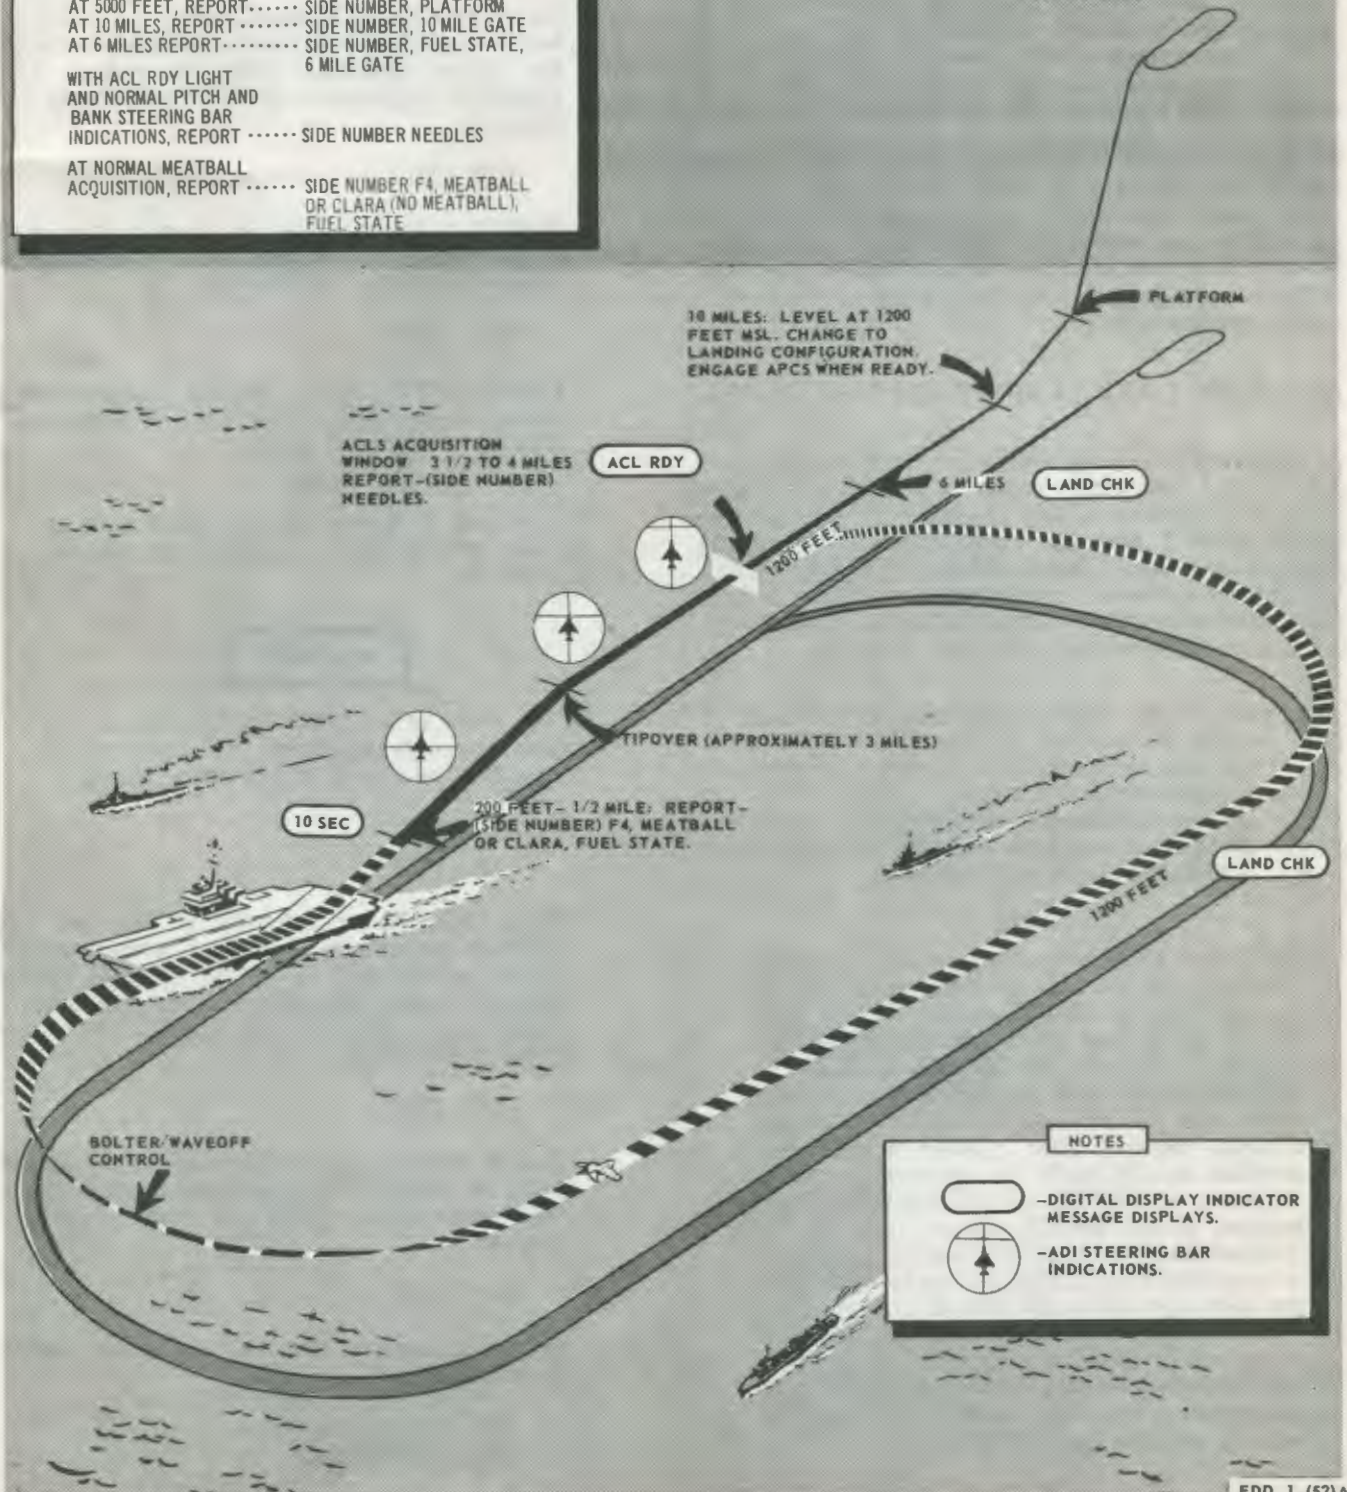 AT 5000 FEET, REPORT...... SIDE NUMBER, PLATFORM
AT 10 MILES, REPORT ....... SIDE NUMBER, 10 MILE GATE
AT 6 MILES REPORT......... SIDE NUMBER, FUEL STATE,
6 MILE GATE
WITH ACL RDY LIGHT
AND NORMAL PITCH AND
BANK STEERING BAR
INDICATIONS, REPORT ...... SIDE NUMBER NEEDLES
AT NORMAL MEATBALL
ACQUISITION, REPORT ...... SIDE NUMBER F4, MEATBALL
OR CLARA (NO MEATBALL),
FUEL STATE
PLATFORM
10 MILES: LEVEL AT 1200
FEET MSL. CHANGE TO
LANDING CONFIGURATION.
ENGAGE APCS WHEN READY.
ACLS ACQUISITION
WINDOW 3 1/2 TO 4 MILES
REPORT-(SIDE NUMBER)
NEEDLES.
ACL RDY
6 MILES
LAND CHK
1200 FEET
TIPOVER (APPROXIMATELY 3 MILES)
10 SEC
200 FEET- 1/2 MILE: REPORT-
(SIDE NUMBER) F4, MEATBALL
OR CLARA, FUEL STATE.
LAND CHK
1200 FEET
BOLTER/WAVEOFF
CONTROL
NOTES
-DIGITAL DISPLAY INDICATOR
MESSAGE DISPLAYS.
-ADI STEERING BAR
INDICATIONS.